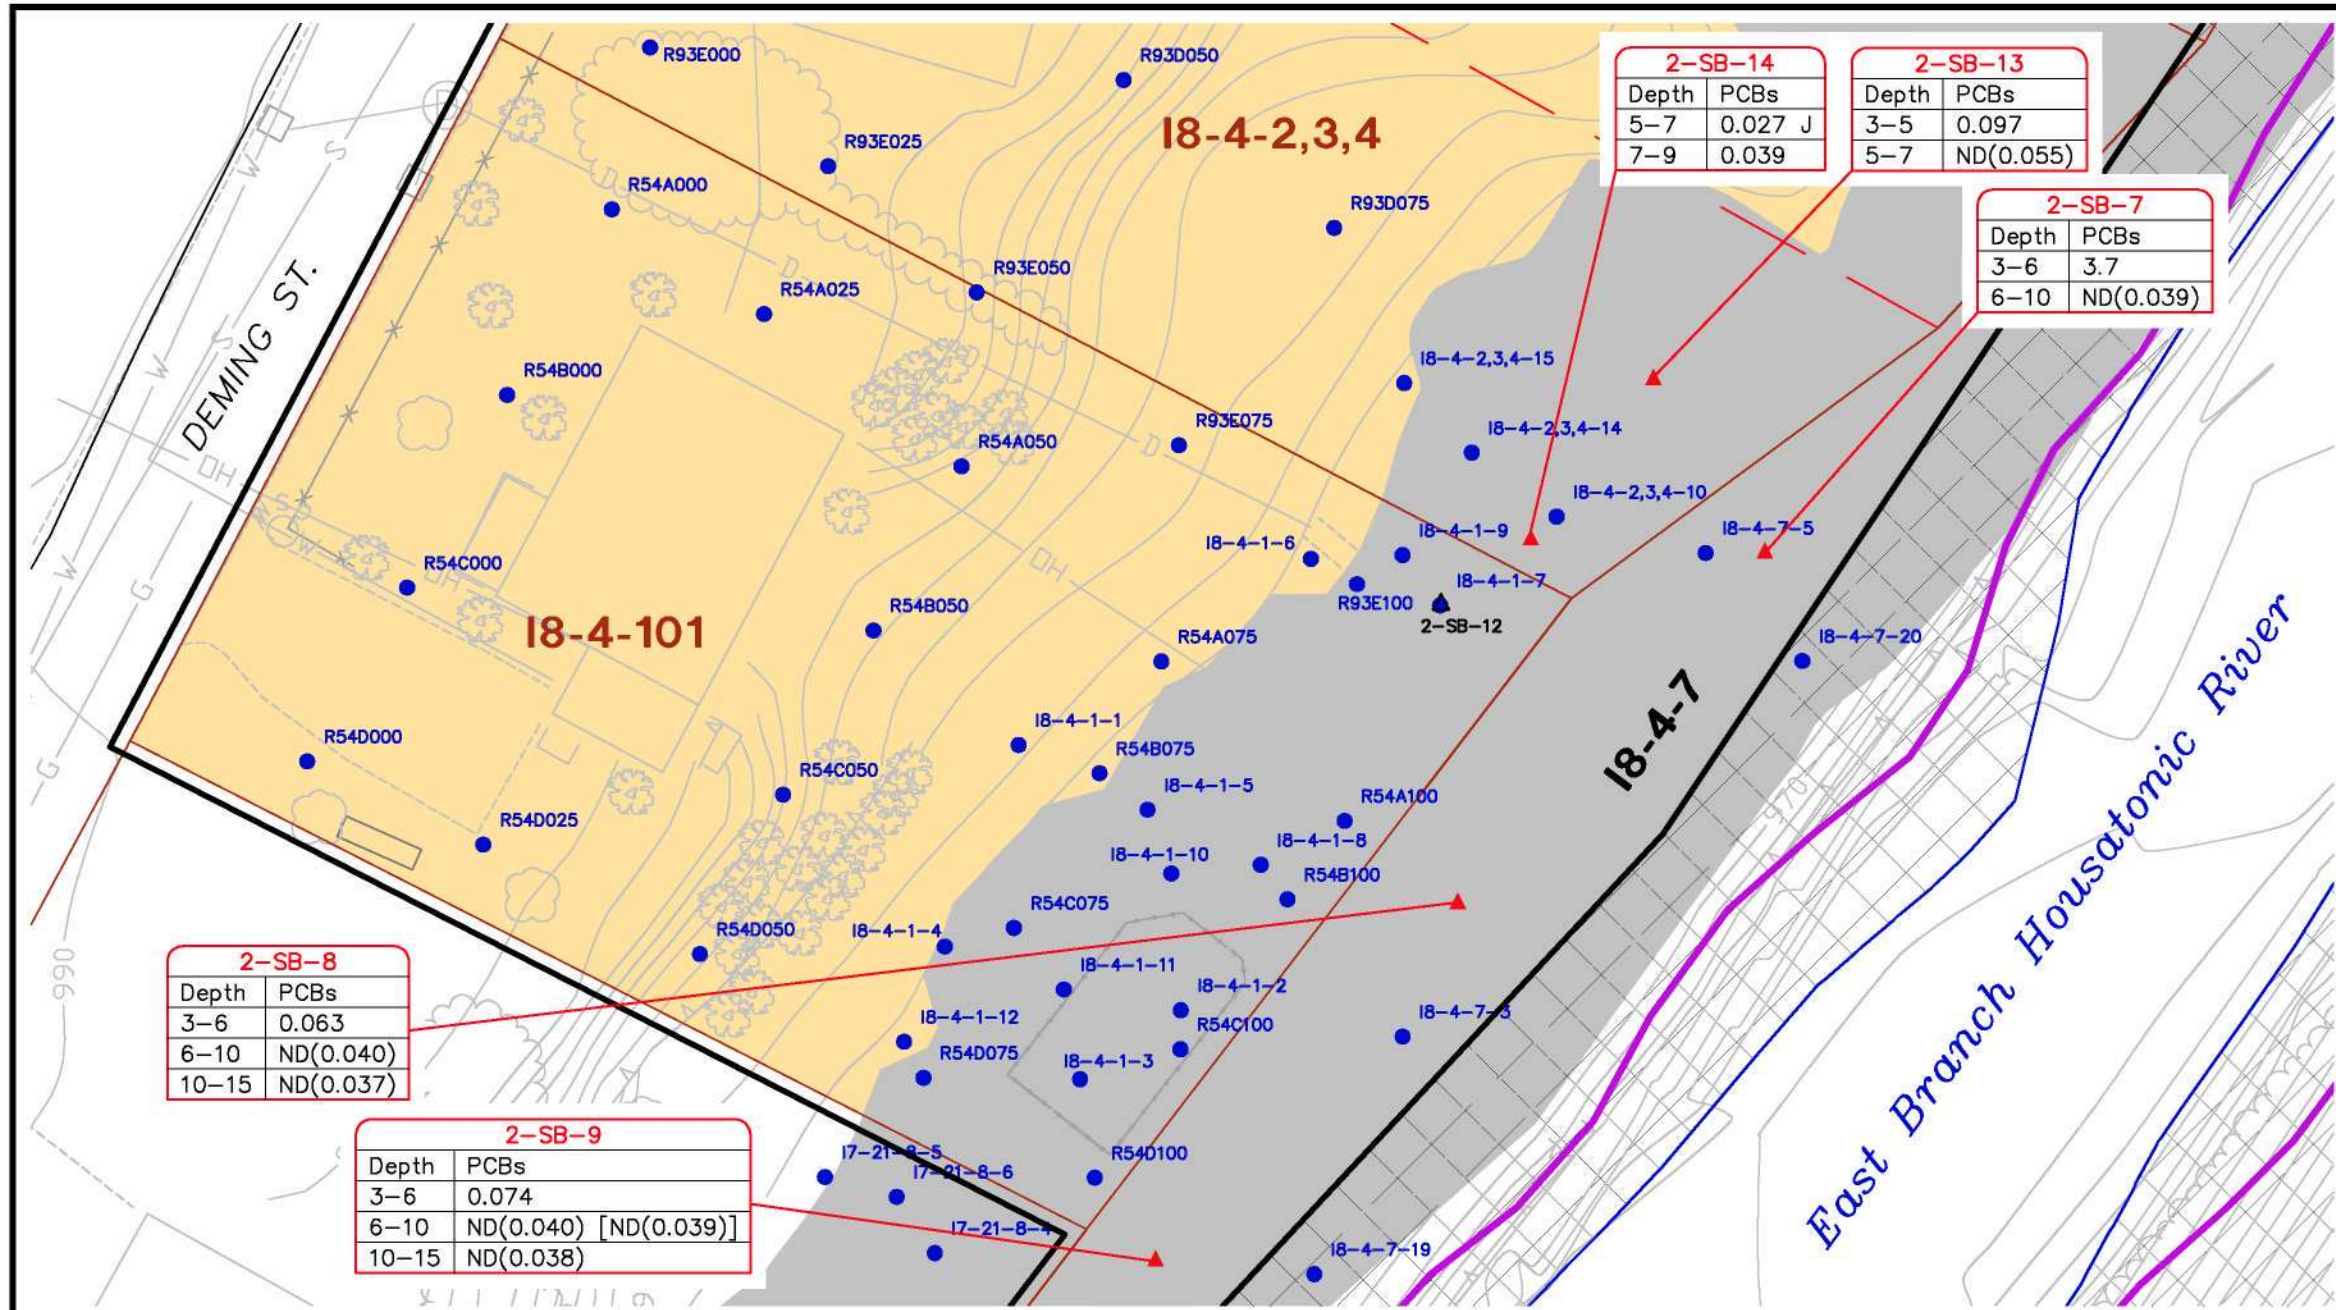 R93E000
R93D050
2-SB-14
Depth PCBs
5-7 0.027 J
7-9 0.039
2-SB-13
Depth PCBs
3-5 0.097
5-7 ND(0.055)
R93E025
I8-4-2,3,4
R54A000
R93D075
2-SB-7
Depth PCBs
3-6 3.7
6-10 ND(0.039)
R93E050
R54A025
DEMING ST.
R54B000
I8-4-2,3,4-15
R93E075
R54A050
I8-4-2,3,4-14
I8-4-2,3,4-10
I8-4-7-5
I8-4-1-9
I8-4-1-6
R54C000
I8-4-1-7
R93E100
2-SB-12
R54B050
I8-4-101
R54A075
I8-4-7-20
I8-4-7
I8-4-1-1
R54D000
R54B075
R54C050
I8-4-1-5
R54A100
R54D025
I8-4-1-8
I8-4-1-10
R54B100
R54C075
R54D050
I8-4-1-4
990
970
East Branch Housatonic River
2-SB-8
Depth PCBs
3-6 0.063
6-10 ND(0.040)
10-15 ND(0.037)
I8-4-1-11
I8-4-1-2
I8-4-1-12
R54C100
I8-4-7-3
R54D075
I8-4-1-3
2-SB-9
Depth PCBs
3-6 0.074
6-10 ND(0.040) [ND(0.039)]
10-15 ND(0.038)
I7-21-8-5
R54D100
I7-21-8-6
I7-21-8-4
I8-4-7-19
W
W
W
S
S
G
G
G
D
D
D
OH
OH
OH